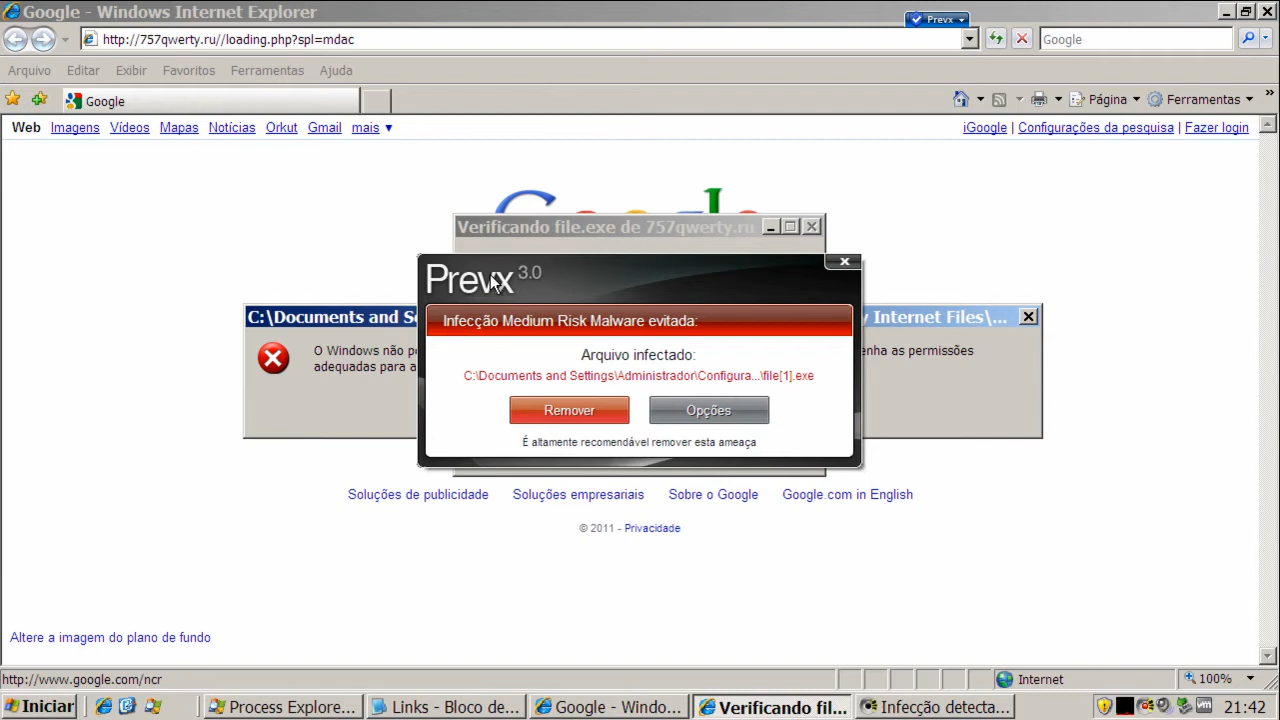 Google - Windows Internet Explorer
Prevx
http://757qwerty.ru//loading.php?spl=mdac
Google
Arquivo Editar Exibir Favoritos Ferramentas Ajuda
Google
Página Ferramentas »
Web Imagens Vídeos Mapas Notícias Orkut Gmail mais ▼
iGoogle | Configurações da pesquisa | Fazer login
Verificando file.exe de 757qwerty.ru
Prevx 3.0
C:\Documents and Se
y Internet Files\...
Infecção Medium Risk Malware evitada:
O Windows não po
enha as permissões
adequadas para a
Arquivo infectado:
C:\Documents and Settings\Administrador\Configura...\file[1].exe
Remover Opções
É altamente recomendável remover esta ameaça
Soluções de publicidade Soluções empresariais Sobre o Google Google.com in English
© 2011 - Privacidade
Altere a imagem do plano de fundo
http://www.google.com/ncr
Internet
100%
Iniciar
Process Explore...
Links - Bloco de...
Google - Windo...
Verificando fil...
Infecção detecta...
21:42